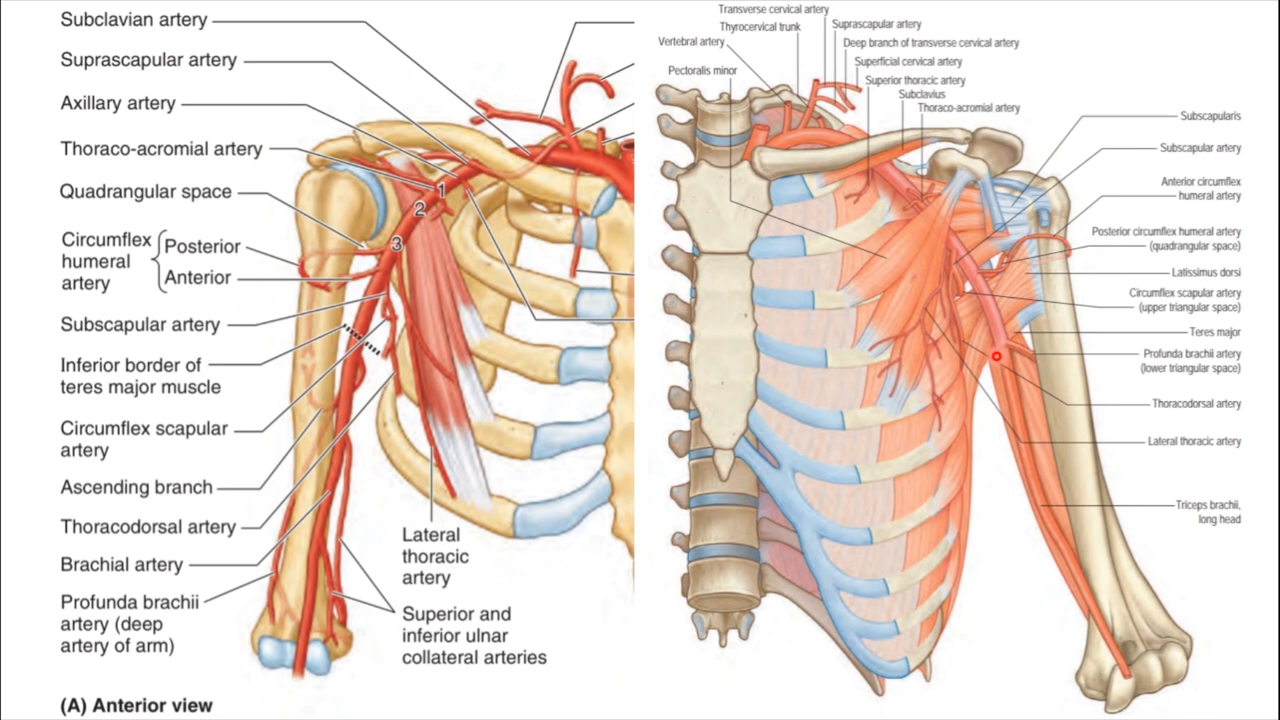 Subclavian artery
Suprascapular artery
Axillary artery
Thoraco-acromial artery
Quadrangular space
Circumflex
humeral
artery
Posterior
Anterior
Subscapular artery
Inferior border of
teres major muscle
Circumflex scapular
artery
Ascending branch
Thoracodorsal artery
Brachial artery
Profunda brachii
artery (deep
artery of arm)
(A) Anterior view
1
2
3
Lateral
thoracic
artery
Superior and
inferior ulnar
collateral arteries
Transverse cervical artery
Thyrocervical trunk
Vertebral artery
Pectoralis minor
Suprascapular artery
Deep branch of transverse cervical artery
Superficial cervical artery
Superior thoracic artery
Subclavius
Thoraco-acromial artery
Subscapularis
Subscapular artery
Anterior circumflex
humeral artery
Posterior circumflex humeral artery
(quadrangular space)
Latissimus dorsi
Circumflex scapular artery
(upper triangular space)
Teres major
Profunda brachii artery
(lower triangular space)
Thoracodorsal artery
Lateral thoracic artery
Triceps brachii,
long head